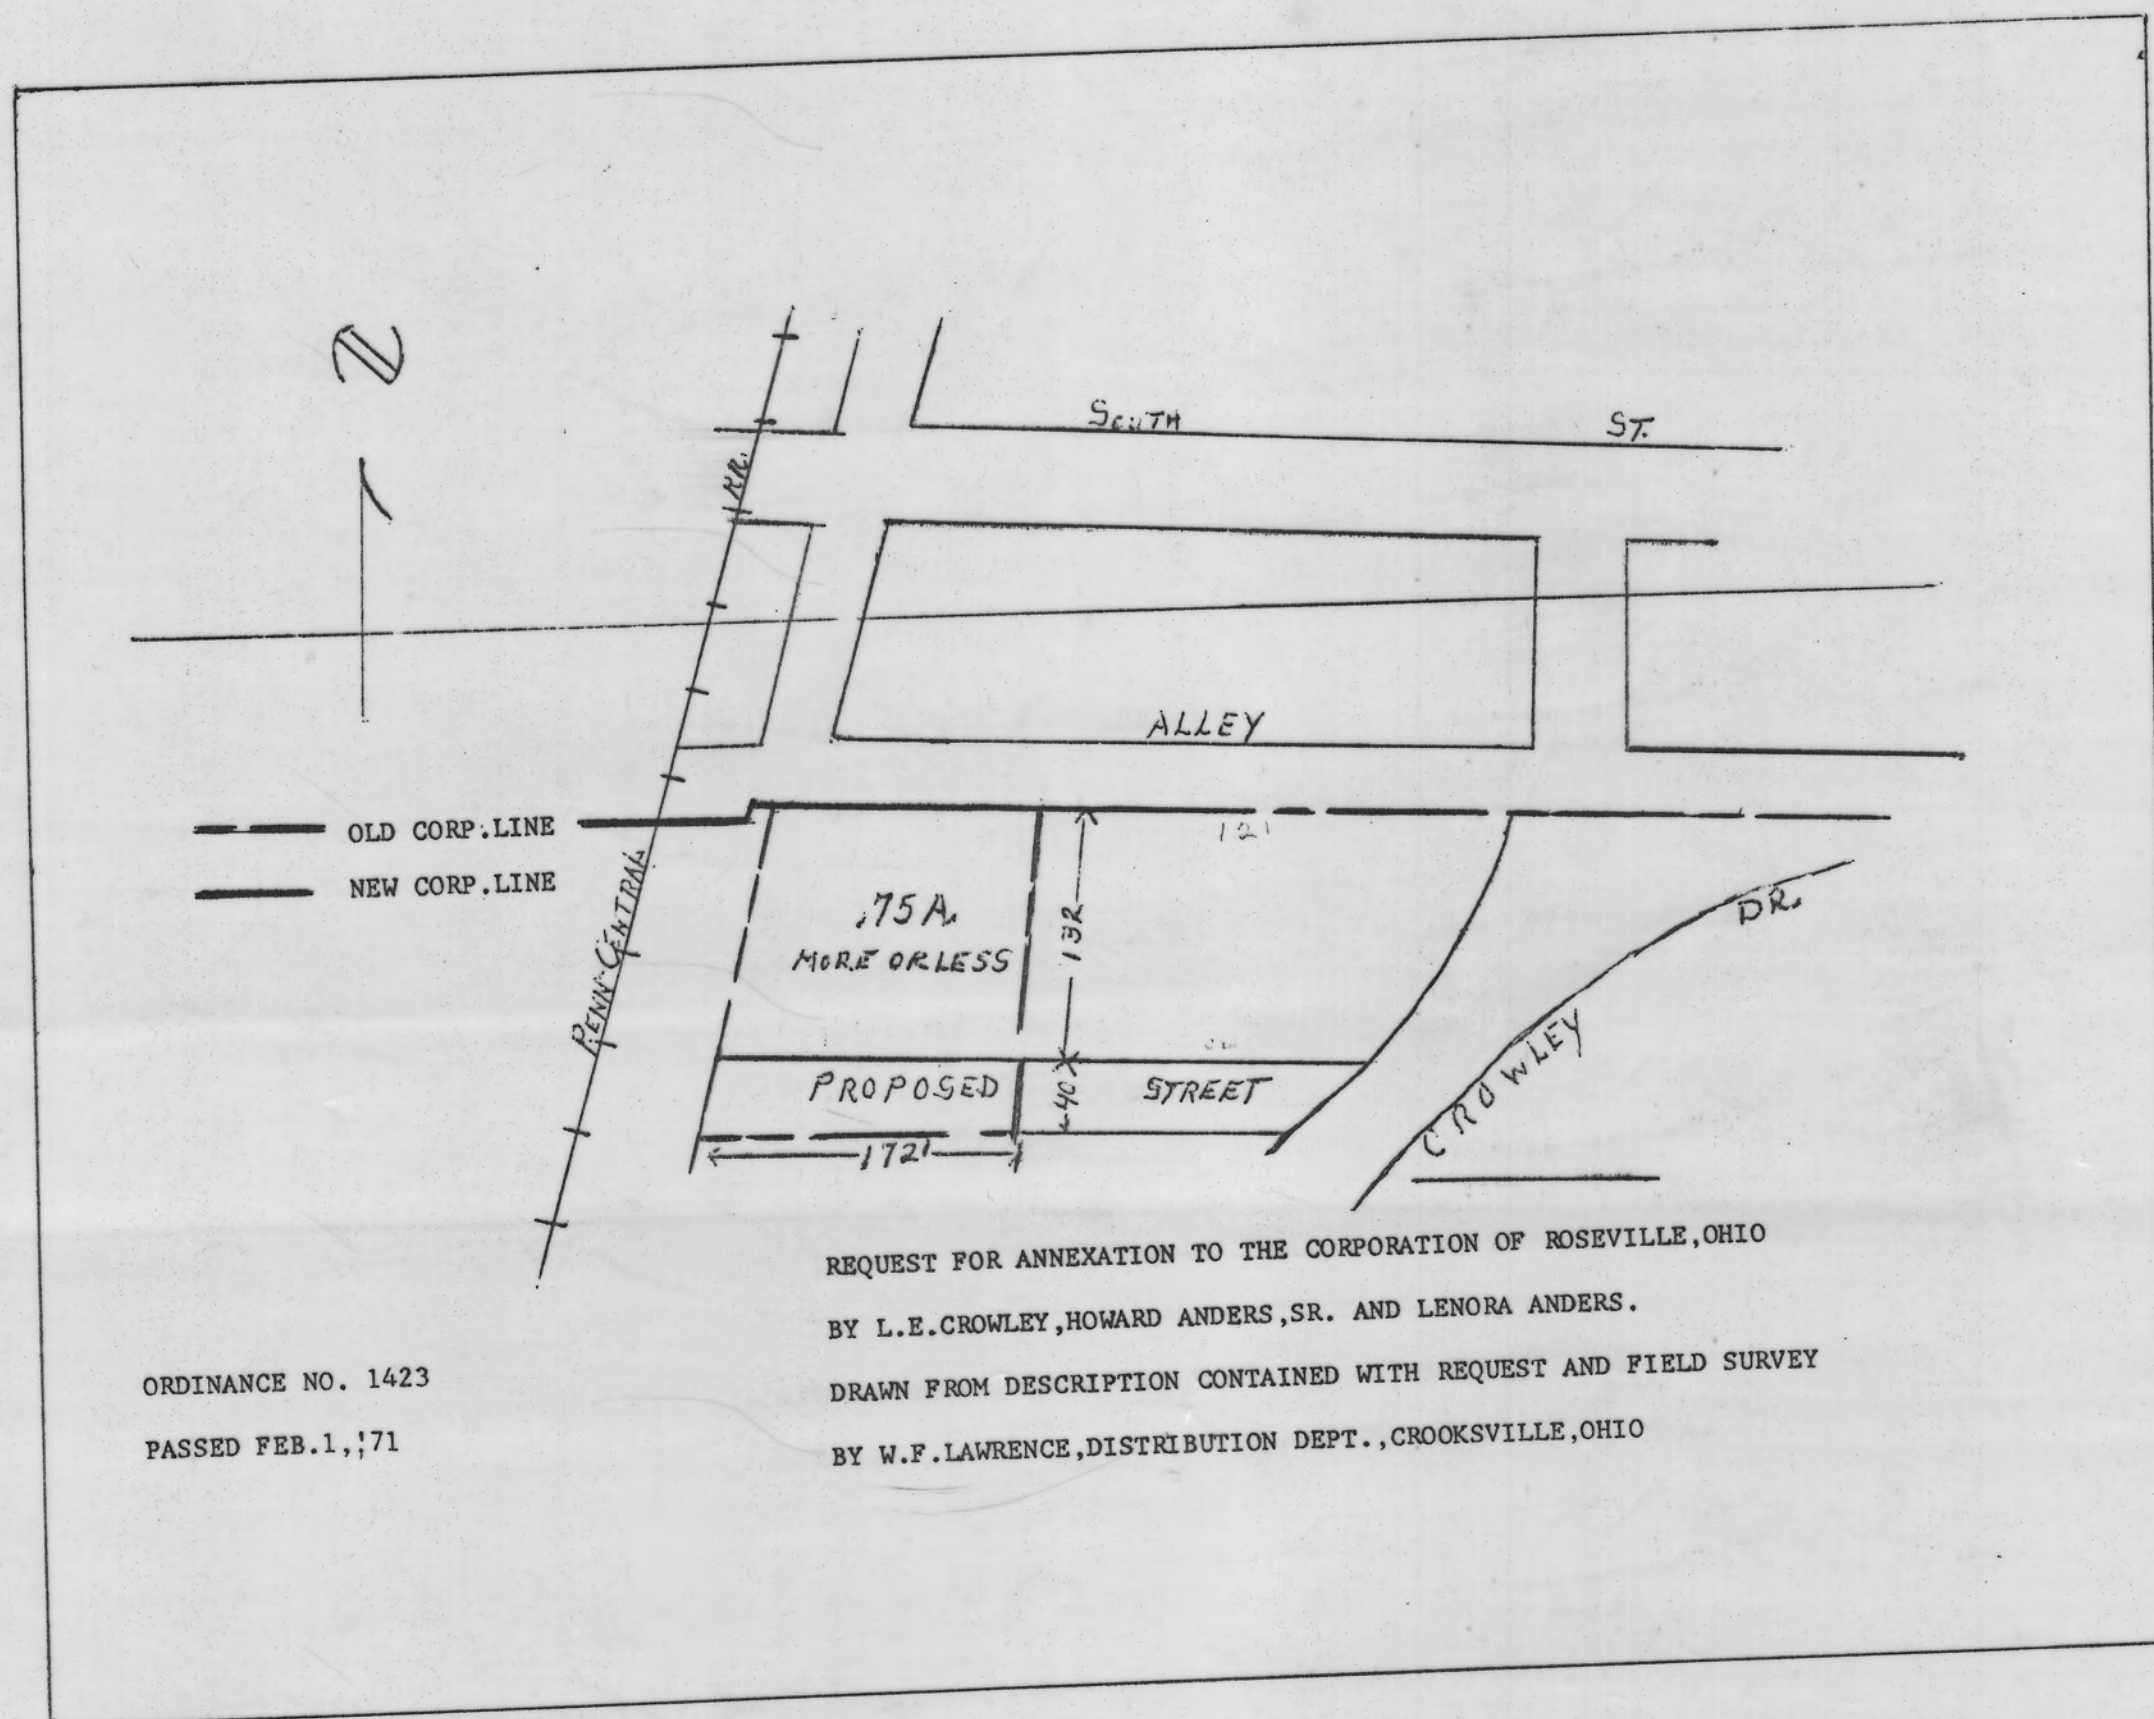 N
SOUTH ST.
RR.
ALLEY
OLD CORP.LINE
NEW CORP.LINE
PENN-CENTRAL
.75 A.
MORE OR LESS
132
DR.
CROWLEY
PROPOSED STREET
40
172'
REQUEST FOR ANNEXATION TO THE CORPORATION OF ROSEVILLE,OHIO
BY L.E.CROWLEY,HOWARD ANDERS,SR. AND LENORA ANDERS.
DRAWN FROM DESCRIPTION CONTAINED WITH REQUEST AND FIELD SURVEY
BY W.F.LAWRENCE,DISTRIBUTION DEPT.,CROOKSVILLE,OHIO
ORDINANCE NO. 1423
PASSED FEB.1,'71